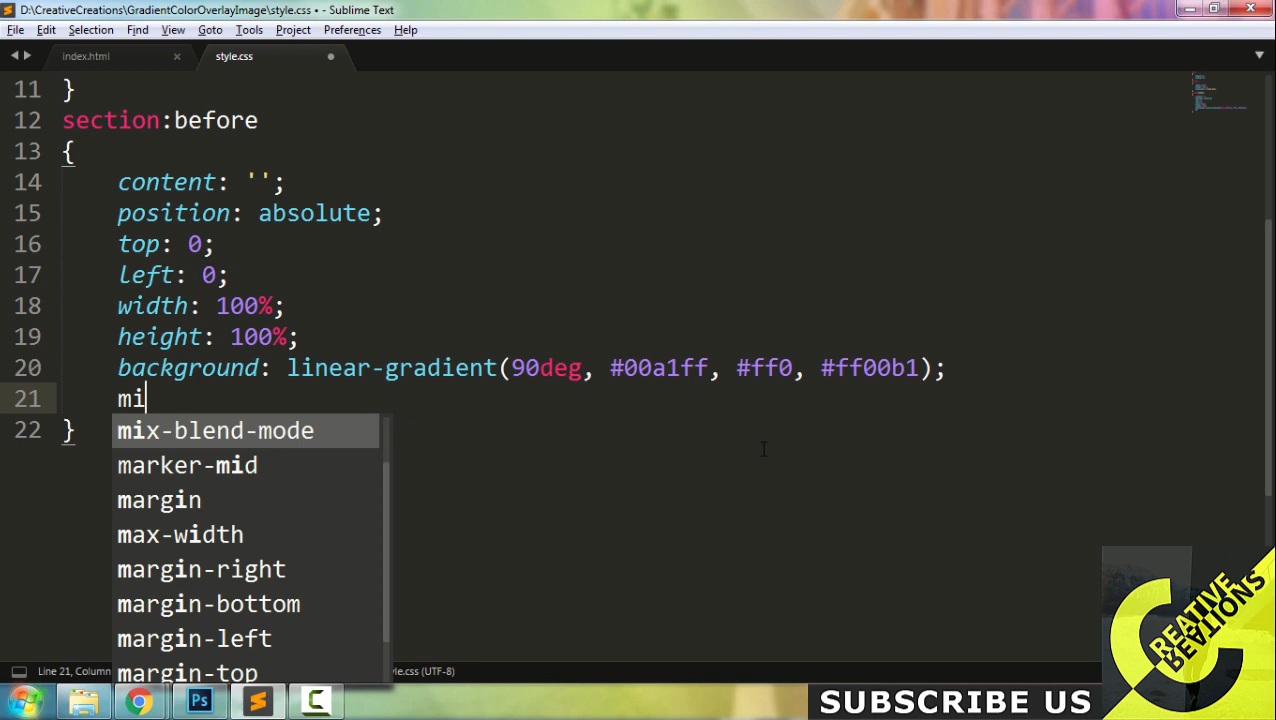 D:\CreativeCreations\GradientColorOverlayImage\style.css • - Sublime Text
File Edit Selection Find View Goto Tools Project Preferences Help
index.html × style.css
11 }
12 section:before
13 {
14 content: '';
15 position: absolute;
16 top: 0;
17 left: 0;
18 width: 100%;
19 height: 100%;
20 background: linear-gradient(90deg, #00a1ff, #ff0, #ff00b1);
21 mi
22 }
mix-blend-mode
marker-mid
margin
max-width
margin-right
margin-bottom
margin-left
margin-top
CREATIVE
CREATIONS
Line 21, Column
yle.css (UTF-8)
Ps
C
SUBSCRIBE US